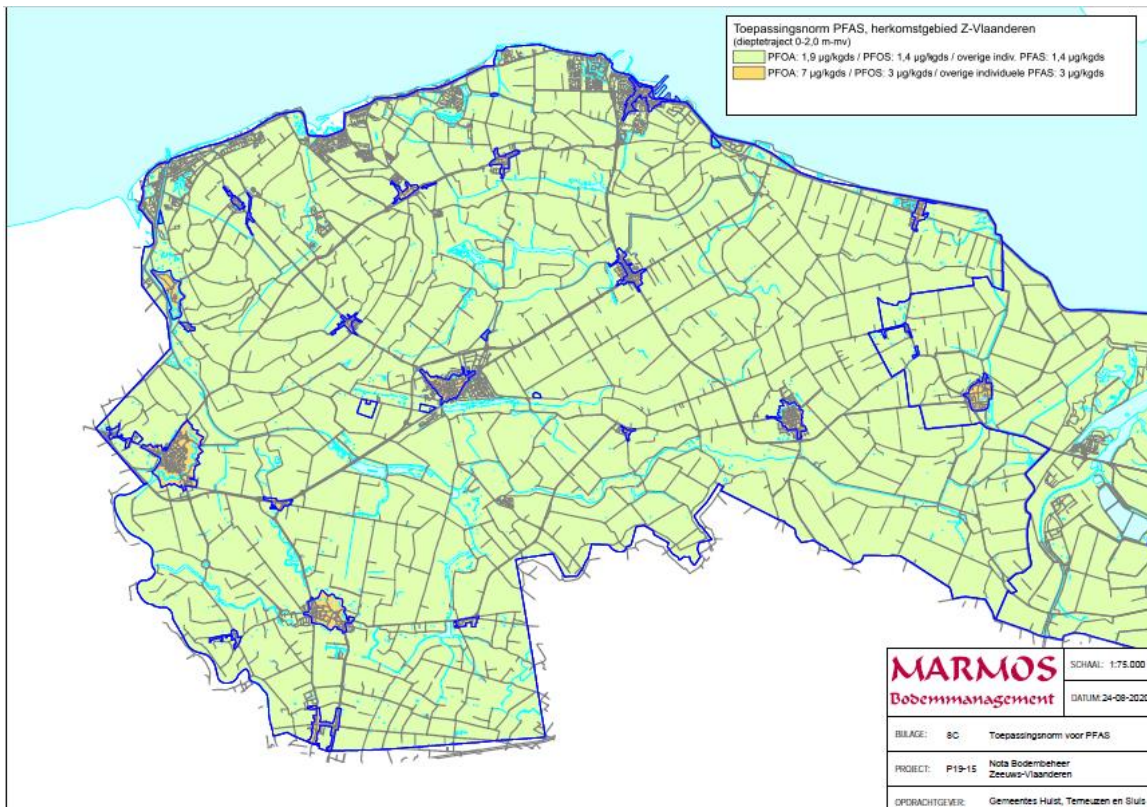 Toepassingsnorm PFAS, herkomstgebied Z-Vlaanderen
(dieptetraject 0-2,0 m-mv)
PFOA: 1,9 µg/kgds / PFOS: 1,4 µg/kgds / overige indiv. PFAS: 1,4 µg/kgds
PFOA: 7 µg/kgds / PFOS: 3 µg/kgds / overige individuele PFAS: 3 µg/kgds
MARMOS
Bodemmanagement
SCHAAL: 1:75.000
DATUM: 24-08-2020
BIJLAGE: 8C Toepassingsnorm voor PFAS
PROJECT: P19-15 Nota Bodembeheer
Zeeuws-Vlaanderen
OPDRACHTGEVER: Gemeentes Hulst, Terneuzen en Sluis